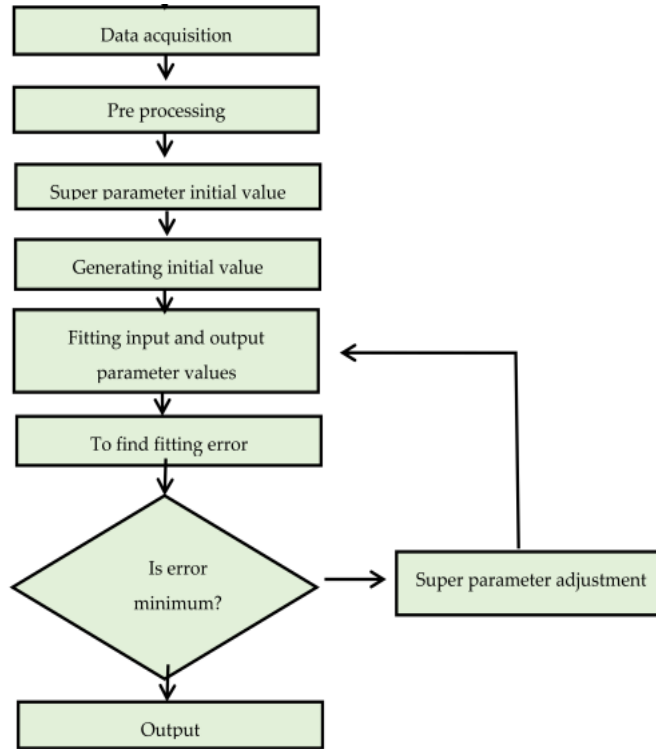 Data acquisition
Pre processing
Super parameter initial value
Generating initial value
Fitting input and output
parameter values
To find fitting error
Is error
minimum?
Super parameter adjustment
Output